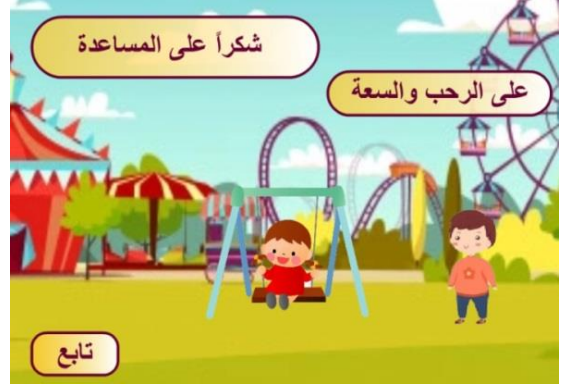 شكراً على المساعدة
على الرحب والسعة
تابع